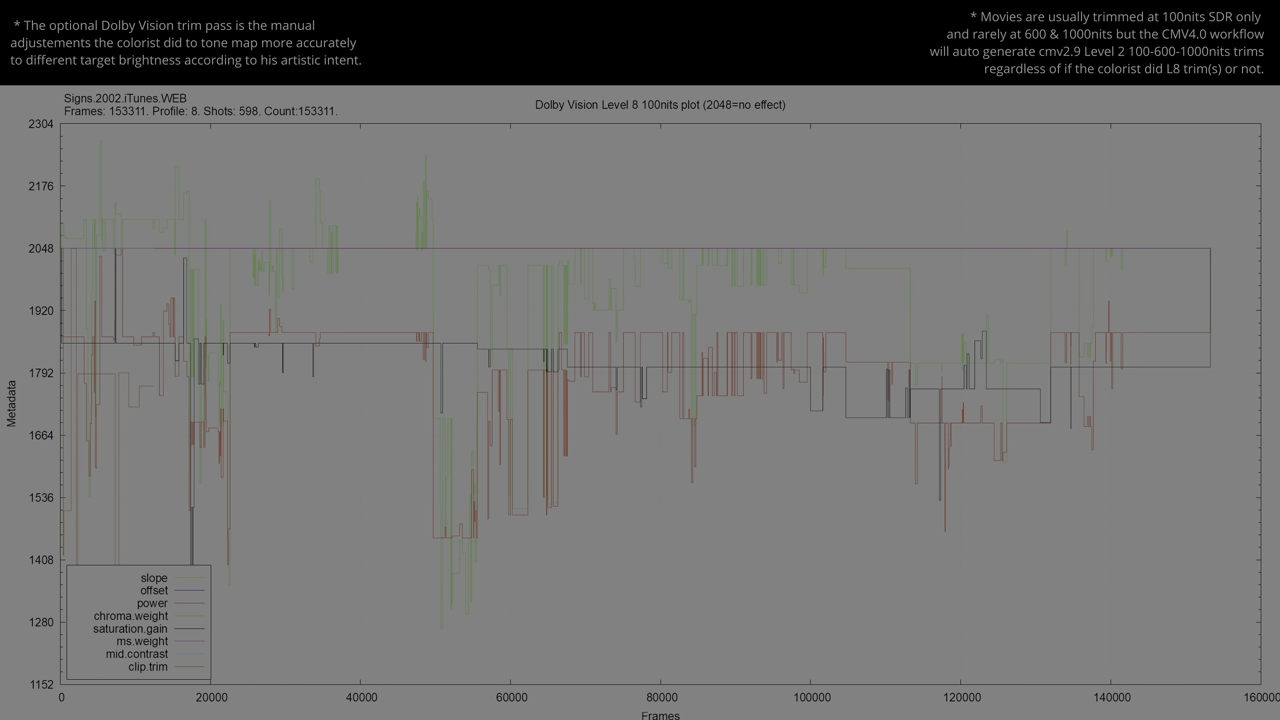 * The optional Dolby Vision trim pass is the manual
adjustements the colorist did to tone map more accurately
to different target brightness according to his artistic intent.
* Movies are usually trimmed at 100nits SDR only
and rarely at 600 & 1000nits but the CMV4.0 workflow
will auto generate cmv2.9 Level 2 100-600-1000nits trims
regardless of if the colorist did L8 trim(s) or not.
Signs.2002.iTunes.WEB
Frames: 153311. Profile: 8. Shots: 598. Count:153311.
Dolby Vision Level 8 100nits plot (2048=no effect)
2304
2176
2048
1920
1792
1664
1536
1408
1280
1152
Metadata
slope
offset
power
chroma.weight
saturation.gain
ms.weight
mid.contrast
clip.trim
0
20000
40000
60000
80000
100000
120000
140000
160000
Frames